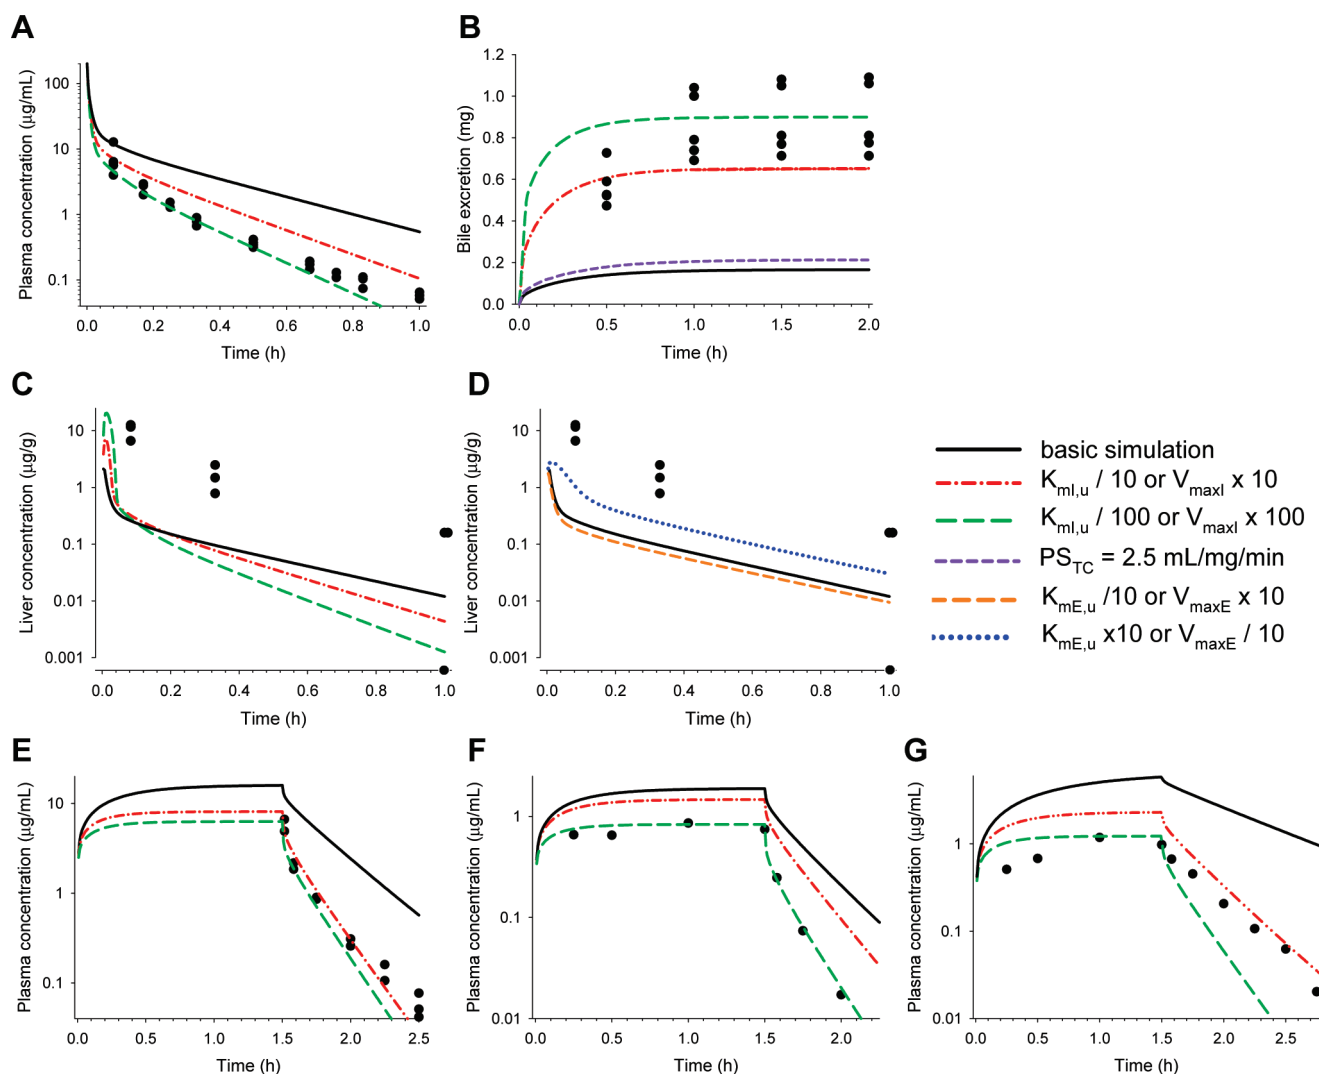 A
Plasma concentration (µg/mL)
100
10
1
0.1
0.0 0.2 0.4 0.6 0.8 1.0
Time (h)
B
Bile excretion (mg)
1.2
1.0
0.8
0.6
0.4
0.2
0.0
0.0 0.5 1.0 1.5 2.0
Time (h)
C
Liver concentration (µg/g)
10
1
0.1
0.01
0.001
0.0 0.2 0.4 0.6 0.8 1.0
Time (h)
D
Liver concentration (µg/g)
10
1
0.1
0.01
0.001
0.0 0.2 0.4 0.6 0.8 1.0
Time (h)
basic simulation
KmI,u / 10 or VmaxI x 10
KmI,u / 100 or VmaxI x 100
PSTC = 2.5 mL/mg/min
KmE,u /10 or VmaxE x 10
KmE,u x10 or VmaxE / 10
E
Plasma concentration (µg/mL)
10
1
0.1
0.0 0.5 1.0 1.5 2.0 2.5
Time (h)
F
Plasma concentration (µg/mL)
1
0.1
0.01
0.0 0.5 1.0 1.5 2.0
Time (h)
G
Plasma concentration (µg/mL)
1
0.1
0.01
0.0 0.5 1.0 1.5 2.0 2.5
Time (h)